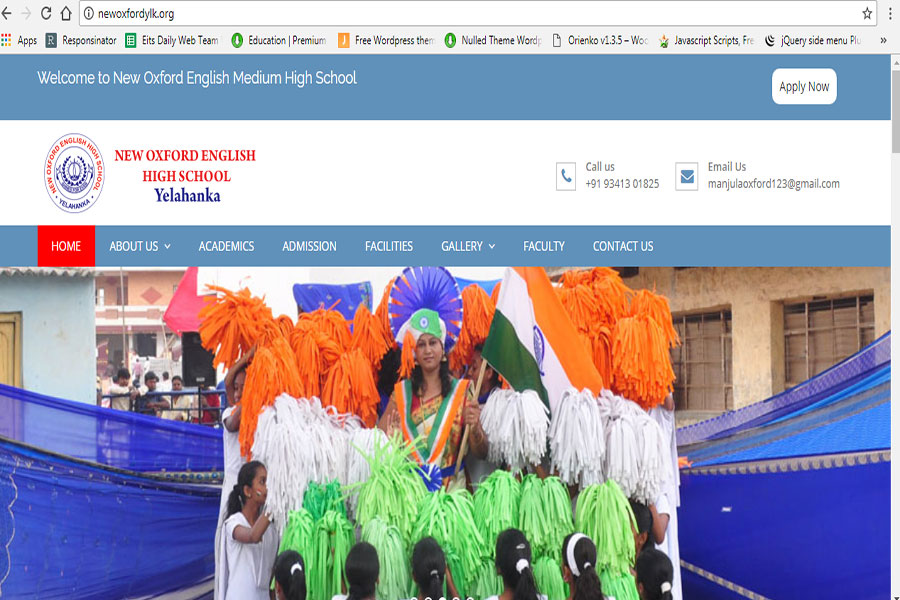 newoxfordylk.org
Apps Responsinator Eits Daily Web Team Education | Premium Free Wordpress them Nulled Theme Wordp Orienko v1.3.5 – Woo Javascript Scripts, Fre jQuery side menu Plu »
Welcome to New Oxford English Medium High School
Apply Now
NEW OXFORD ENGLISH HIGH SCHOOL
YELAHANKA
NEW OXFORD ENGLISH
HIGH SCHOOL
Yelahanka
Call us
+91 93413 01825
Email Us
manjulaoxford123@gmail.com
HOME ABOUT US ACADEMICS ADMISSION FACILITIES GALLERY FACULTY CONTACT US